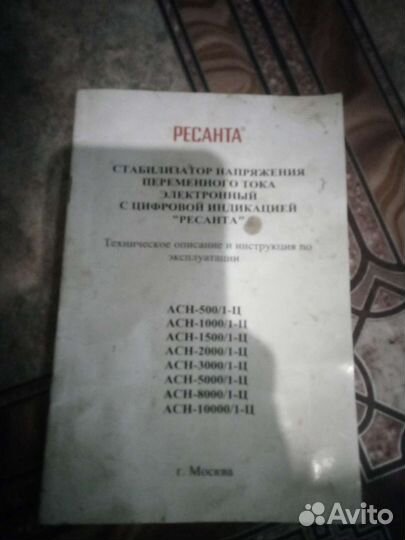 РЕСАНТА®
СТАБИЛИЗАТОР НАПРЯЖЕНИЯ
ПЕРЕМЕННОГО ТОКА
ЭЛЕКТРОННЫЙ
С ЦИФРОВОЙ ИНДИКАЦИЕЙ
"РЕСАНТА"
Техническое описание и инструкция по
эксплуатации
АСН-500/1-Ц
АСН-1000/1-Ц
АСН-1500/1-Ц
АСН-2000/1-Ц
АСН-3000/1-Ц
АСН-5000/1-Ц
АСН-8000/1-Ц
АСН-10000/1-Ц
г. Москва
Avito